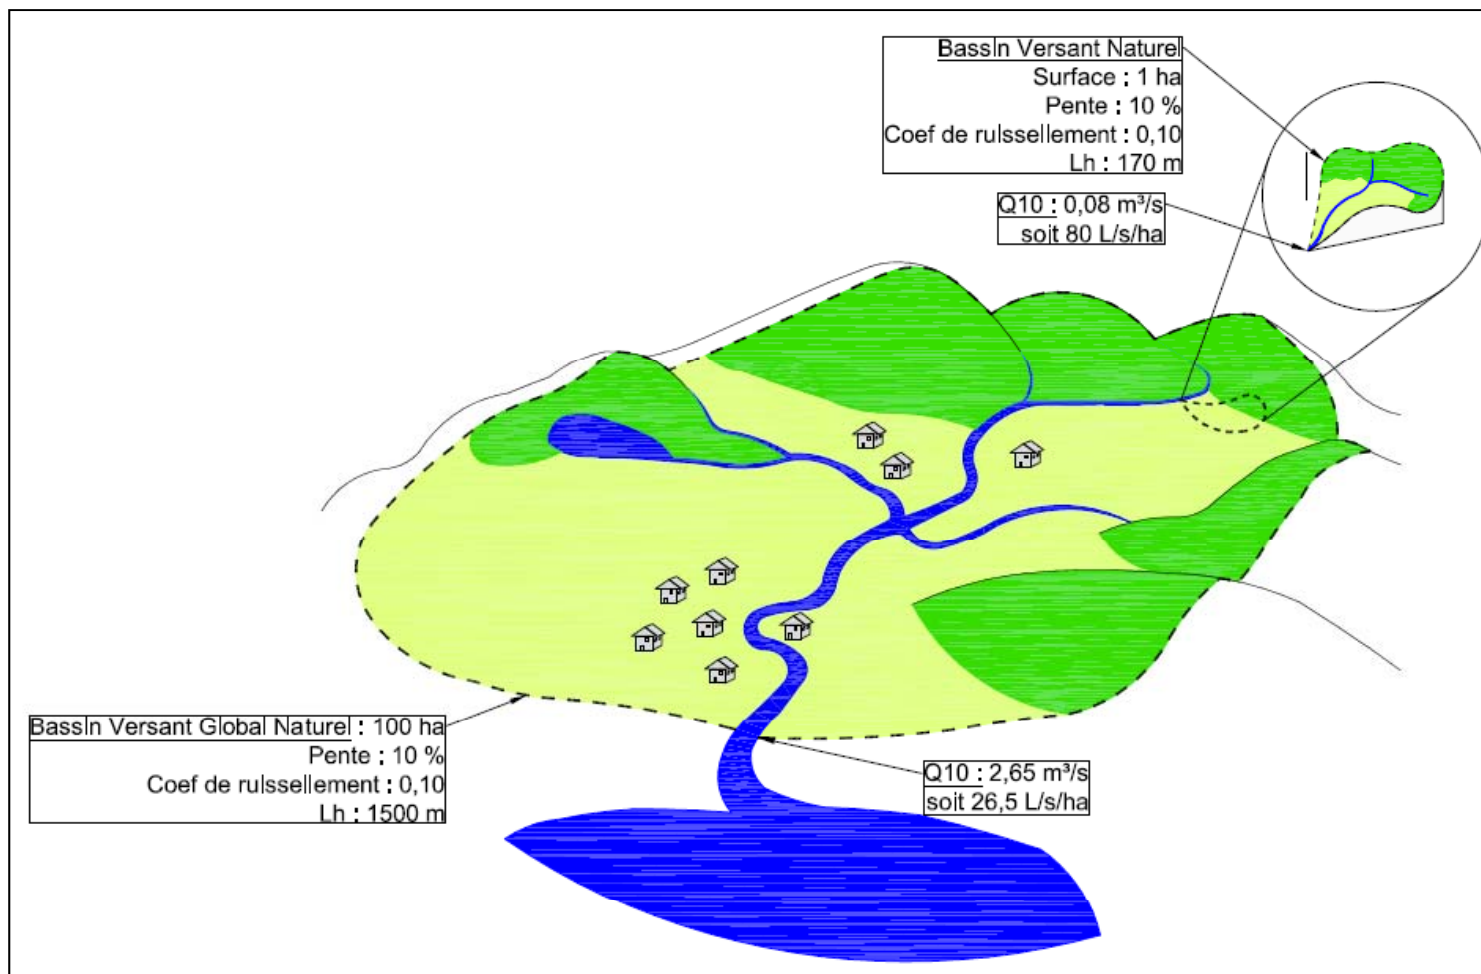 Bassin Versant Naturel
Surface : 1 ha
Pente : 10 %
Coef de ruissellement : 0,10
Lh : 170 m
Q10 : 0,08 m³/s
soit 80 L/s/ha
Bassin Versant Global Naturel : 100 ha
Pente : 10 %
Coef de ruissellement : 0,10
Lh : 1500 m
Q10 : 2,65 m³/s
soit 26,5 L/s/ha